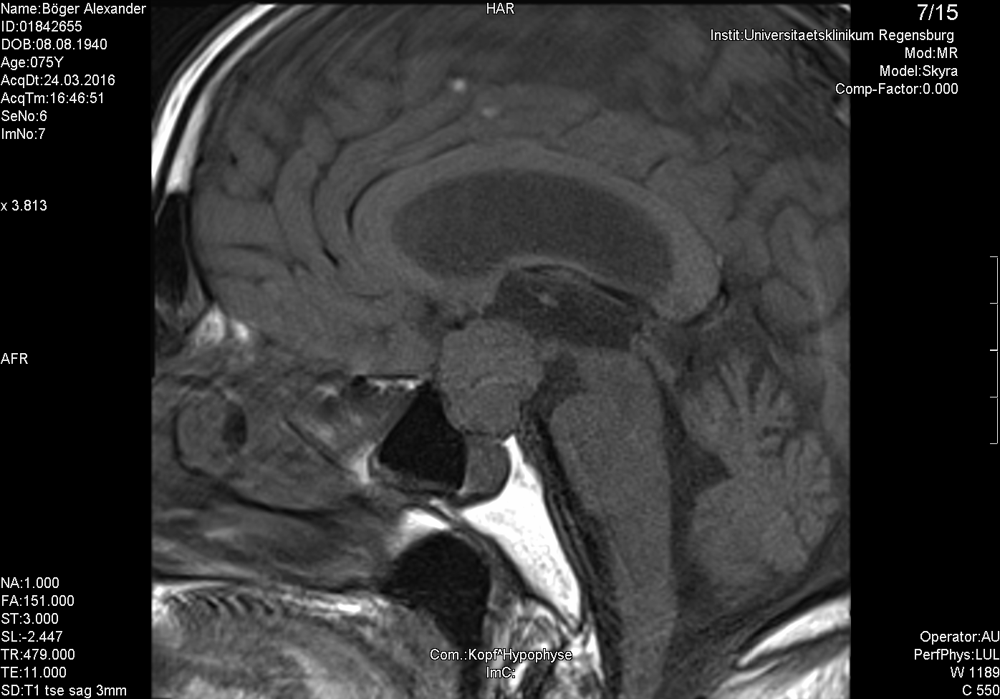 Name:Böger Alexander
ID:01842655
DOB:08.08.1940
Age:075Y
AcqDt:24.03.2016
AcqTm:16:46:51
SeNo:6
ImNo:7
x 3.813
HAR
7/15
Instit:Universitaetsklinikum Regensburg
Mod:MR
Model:Skyra
Comp-Factor:0.000
AFR
NA:1.000
FA:151.000
ST:3.000
SL:-2.447
TR:479.000
TE:11.000
SD:T1 tse sag 3mm
Com.:Kopf^Hypophyse
ImC:
Operator:AU
PerfPhys:LUL
W 1189
C 550